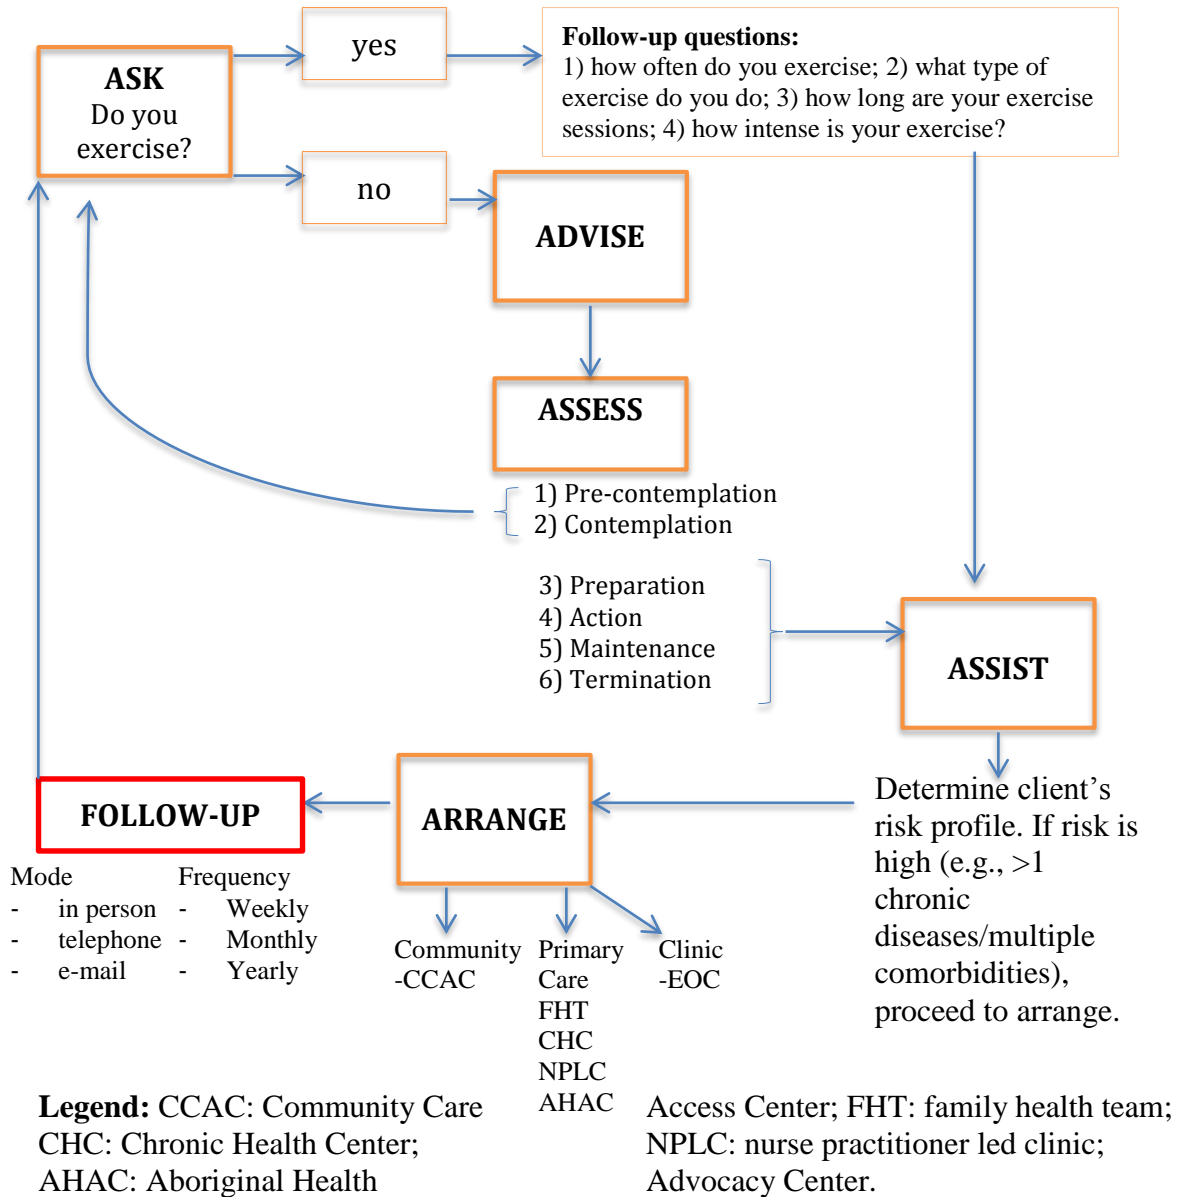 ASK
Do you
exercise?
yes
Follow-up questions:
1) how often do you exercise; 2) what type of
exercise do you do; 3) how long are your exercise
sessions; 4) how intense is your exercise?
no
ADVISE
ASSESS
1) Pre-contemplation
2) Contemplation
3) Preparation
4) Action
5) Maintenance
6) Termination
ASSIST
Determine client's
risk profile. If risk is
high (e.g., >1
chronic
diseases/multiple
comorbidities),
proceed to arrange.
ARRANGE
Community
-CCAC
Primary
Care
FHT
CHC
NPLC
AHAC
Clinic
-EOC
FOLLOW-UP
Mode
- in person
- telephone
- e-mail
Frequency
- Weekly
- Monthly
- Yearly
Legend: CCAC: Community Care Access Center; FHT: family health team;
CHC: Chronic Health Center; NPLC: nurse practitioner led clinic;
AHAC: Aboriginal Health Advocacy Center.